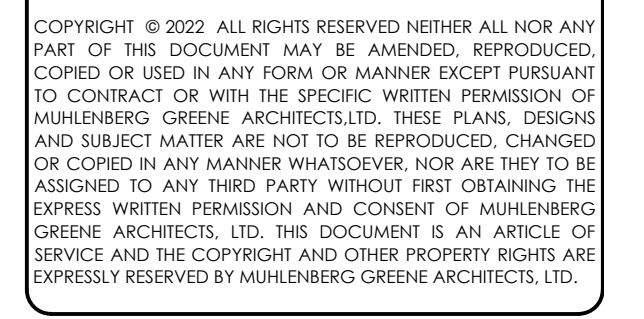 COPYRIGHT © 2022 ALL RIGHTS RESERVED NEITHER ALL NOR ANY
PART OF THIS DOCUMENT MAY BE AMENDED, REPRODUCED,
COPIED OR USED IN ANY FORM OR MANNER EXCEPT PURSUANT
TO CONTRACT OR WITH THE SPECIFIC WRITTEN PERMISSION OF
MUHLENBERG GREENE ARCHITECTS,LTD. THESE PLANS, DESIGNS
AND SUBJECT MATTER ARE NOT TO BE REPRODUCED, CHANGED
OR COPIED IN ANY MANNER WHATSOEVER, NOR ARE THEY TO BE
ASSIGNED TO ANY THIRD PARTY WITHOUT FIRST OBTAINING THE
EXPRESS WRITTEN PERMISSION AND CONSENT OF MUHLENBERG
GREENE ARCHITECTS, LTD. THIS DOCUMENT IS AN ARTICLE OF
SERVICE AND THE COPYRIGHT AND OTHER PROPERTY RIGHTS ARE
EXPRESSLY RESERVED BY MUHLENBERG GREENE ARCHITECTS, LTD.